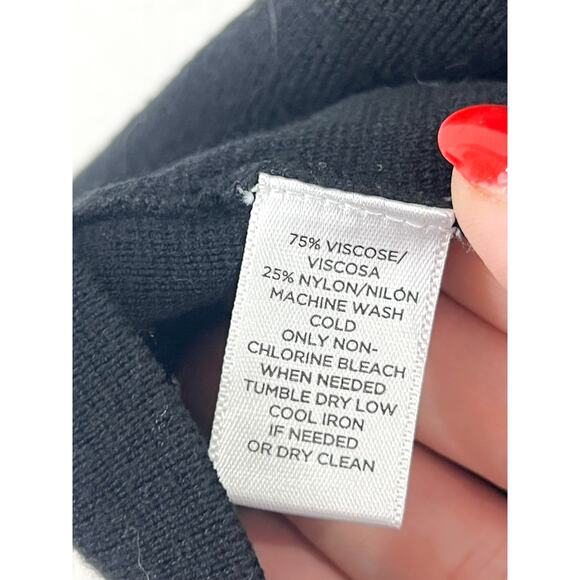 75% VISCOSE/
VISCOSA
25% NYLON/NILÓN
MACHINE WASH
COLD
ONLY NON-
CHLORINE BLEACH
WHEN NEEDED
TUMBLE DRY LOW
COOL IRON
IF NEEDED
OR DRY CLEAN